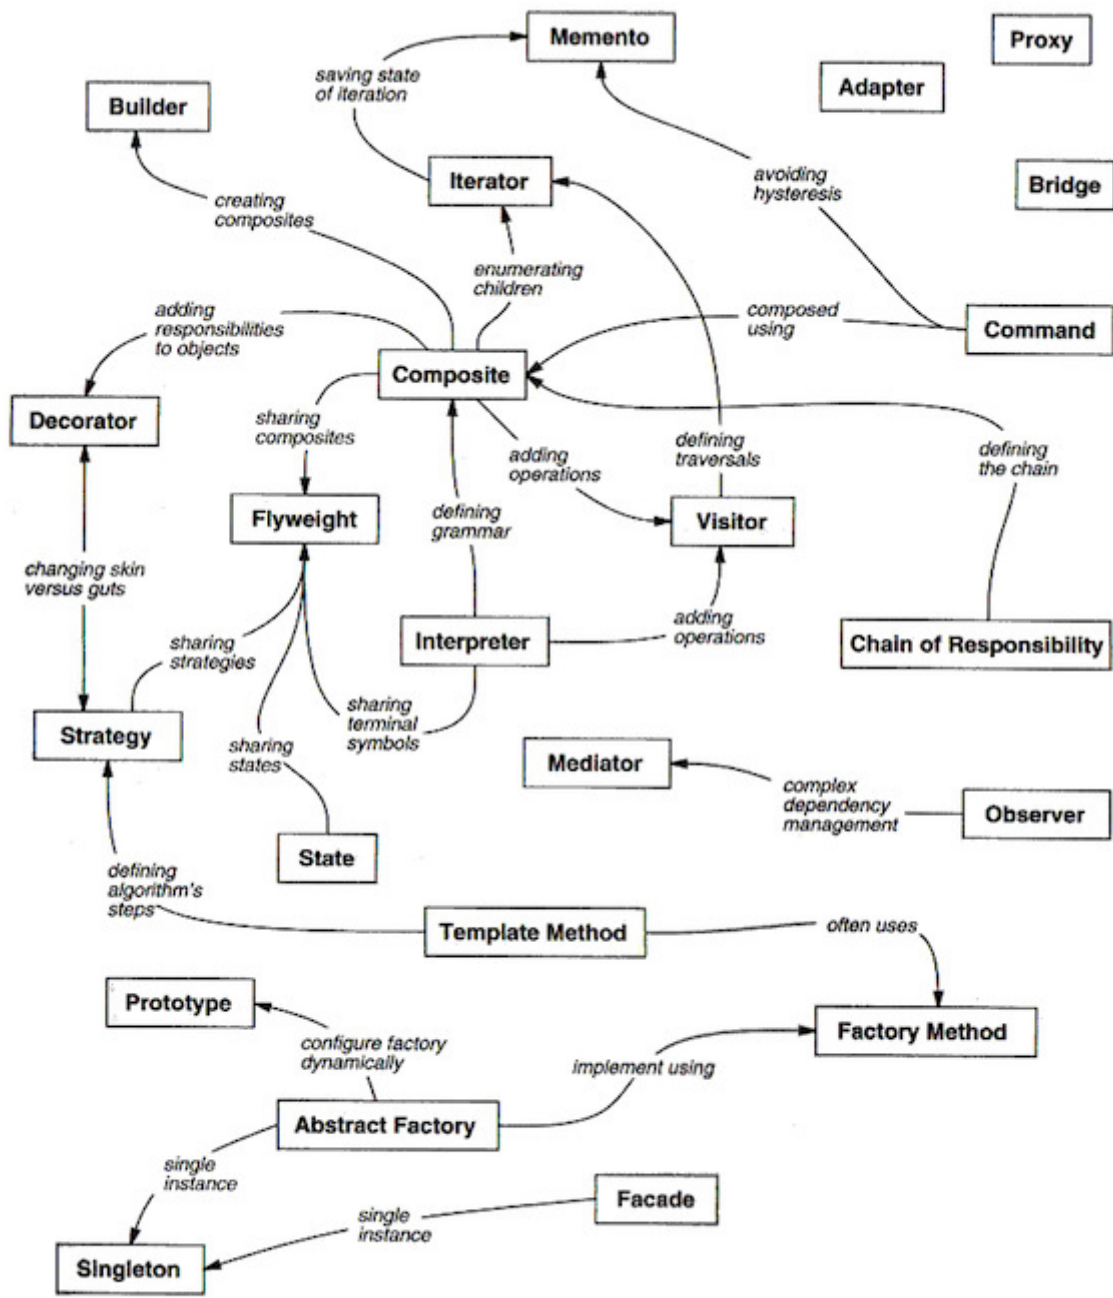 Memento
Proxy
saving state
of iteration
Adapter
Builder
Iterator
avoiding
hysteresis
Bridge
creating
composites
enumerating
children
adding
responsibilities
to objects
composed
using
Command
Composite
Decorator
sharing
composites
adding
operations
defining
traversals
defining
the chain
Flyweight
defining
grammar
Visitor
changing skin
versus guts
sharing
strategies
Interpreter
adding
operations
Chain of Responsibility
Strategy
sharing
terminal
symbols
sharing
states
Mediator
complex
dependency
management
Observer
State
defining
algorithm's
steps
Template Method
often uses
Prototype
configure factory
dynamically
Factory Method
implement using
Abstract Factory
single
instance
Facade
single
instance
Singleton